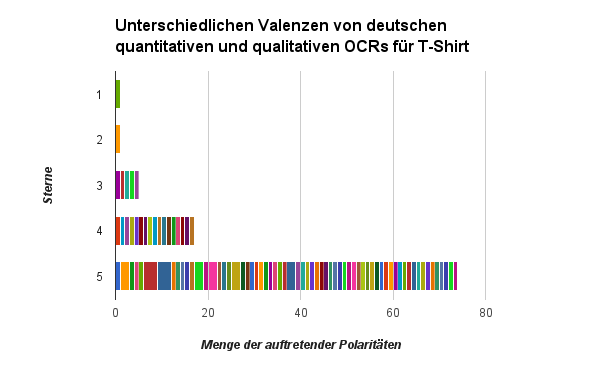 Unterschiedlichen Valenzen von deutschen
quantitativen und qualitativen OCRs für T-Shirt
1
2
3
4
5
Sterne
0 20 40 60 80
Menge der auftretender Polaritäten